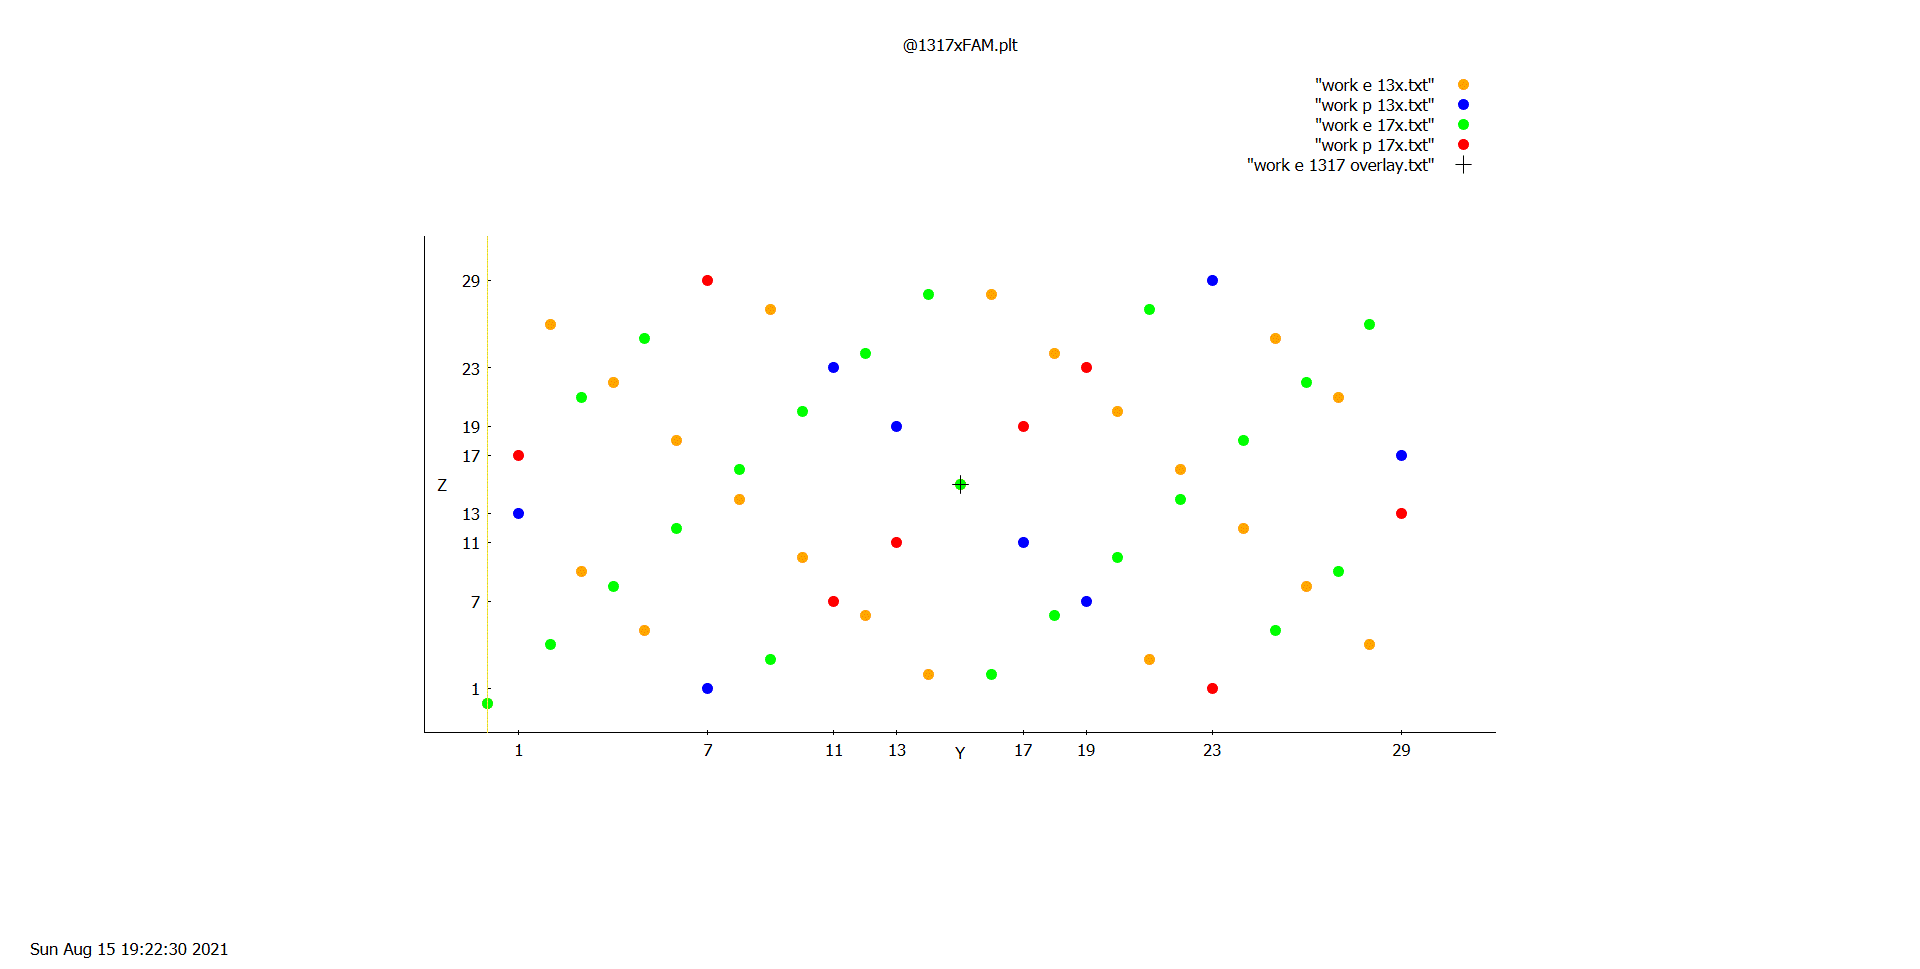 @1317xFAM.plt
"work e 13x.txt"
"work p 13x.txt"
"work e 17x.txt"
"work p 17x.txt"
"work e 1317 overlay.txt"
29
23
19
17
Z
13
11
7
1
1 7 11 13 Y 17 19 23 29
Sun Aug 15 19:22:30 2021